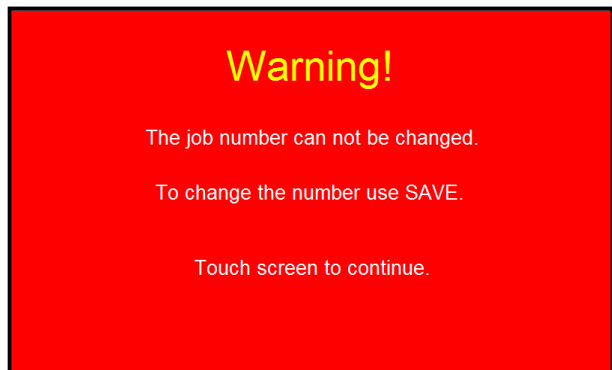 Warning!
The job number can not be changed.
To change the number use SAVE.
Touch screen to continue.